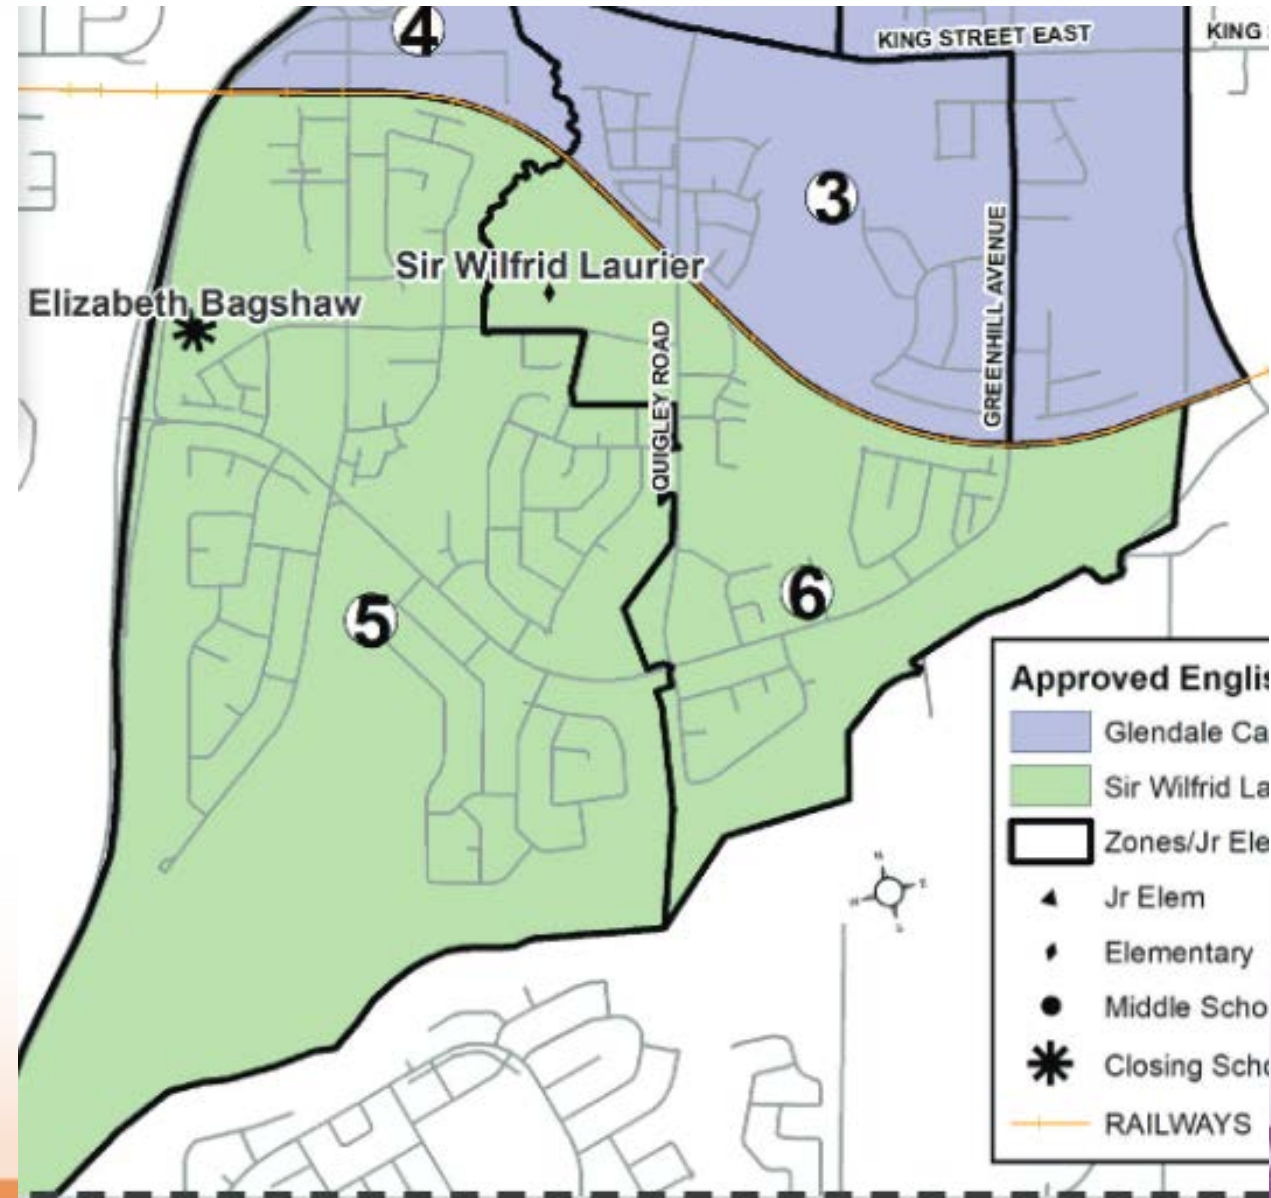 4
KING STREET EAST
KING
3
GREENHILL AVENUE
Sir Wilfrid Laurier
Elizabeth Bagshaw
QUIGLEY ROAD
5
6
Approved Englis
Glendale Ca
Sir Wilfrid La
Zones/Jr Ele
Jr Elem
Elementary
Middle Scho
Closing Scho
RAILWAYS